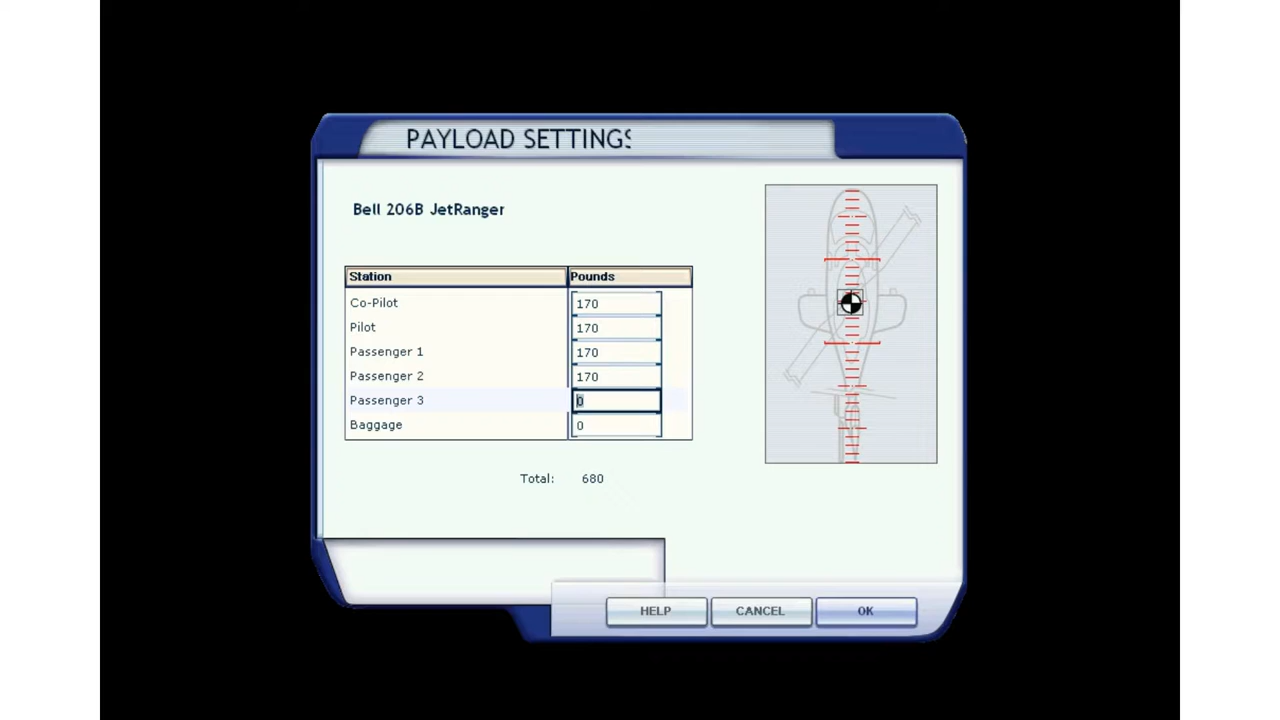 PAYLOAD SETTINGS
Bell 206B JetRanger
Station Pounds
Co-Pilot 170
Pilot 170
Passenger 1 170
Passenger 2 170
Passenger 3 0
Baggage 0
Total: 680
HELP CANCEL OK